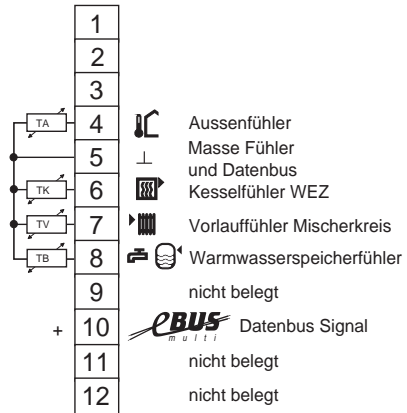 1
2
3
TA 4 Aussenfühler
5 ⊥ Masse Fühler
und Datenbus
TK 6 Kesselfühler WEZ
TV 7 Vorlauffühler Mischerkreis
TB 8 Warmwasserspeicherfühler
9 nicht belegt
+ 10 eBUS Datenbus Signal
multi
11 nicht belegt
12 nicht belegt